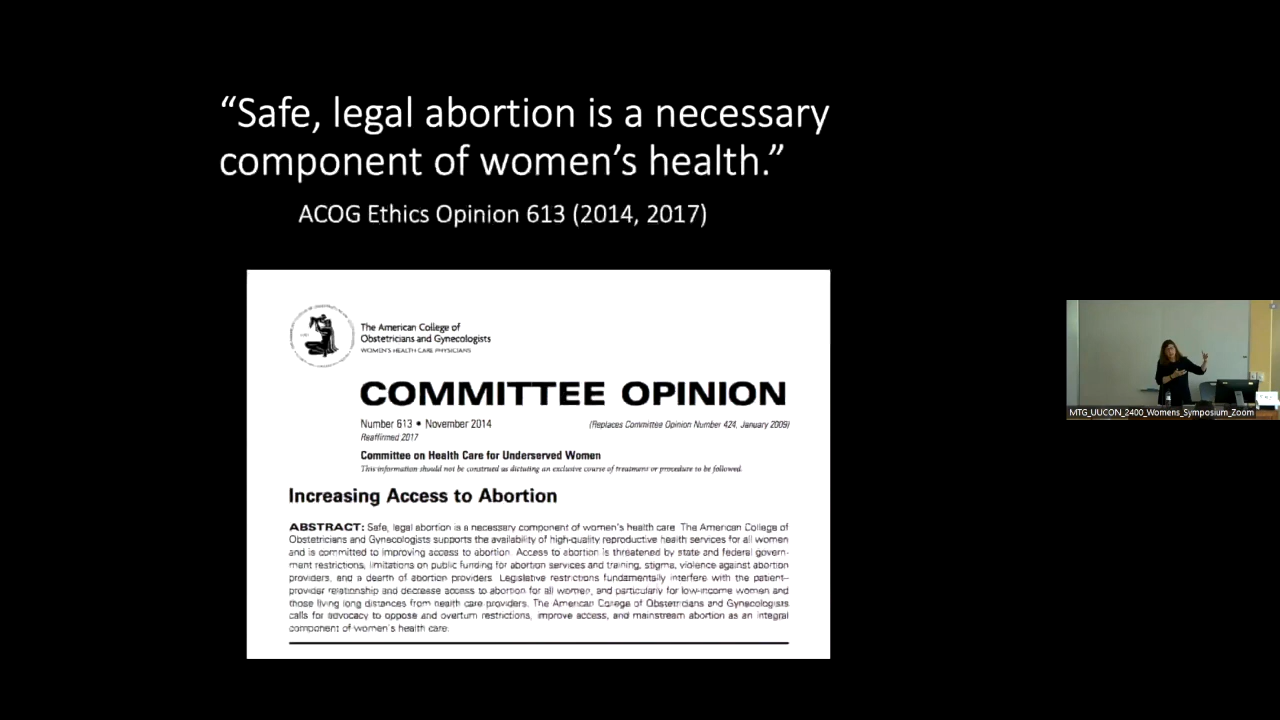 “Safe, legal abortion is a necessary
component of women’s health.”
ACOG Ethics Opinion 613 (2014, 2017)
The American College of
Obstetricians and Gynecologists
WOMEN'S HEALTH CARE PHYSICIANS
COMMITTEE OPINION
Number 613 • November 2014
(Replaces Committee Opinion Number 424, January 2009)
Reaffirmed 2017
Committee on Health Care for Underserved Women
This information should not be construed as dictating an exclusive course of treatment or procedure to be followed.
Increasing Access to Abortion
ABSTRACT: Safe, legal abortion is a necessary component of women's health care. The American College of
Obstetricians and Gynecologists supports the availability of high-quality reproductive health services for all women
and is committed to improving access to abortion. Access to abortion is threatened by state and federal govern-
ment restrictions, limitations on public funding for abortion services and training, stigma, violence against abortion
providers, and a dearth of abortion providers. Legislative restrictions fundamentally interfere with the patient–
provider relationship and decrease access to abortion for all women, and particularly for low-income women and
those living long distances from health care providers. The American College of Obstetricians and Gynecologists
calls for advocacy to oppose and overturn restrictions, improve access, and mainstream abortion as an integral
component of women's health care.
MTG_UUCON_2400_Womens_Symposium_Zoom